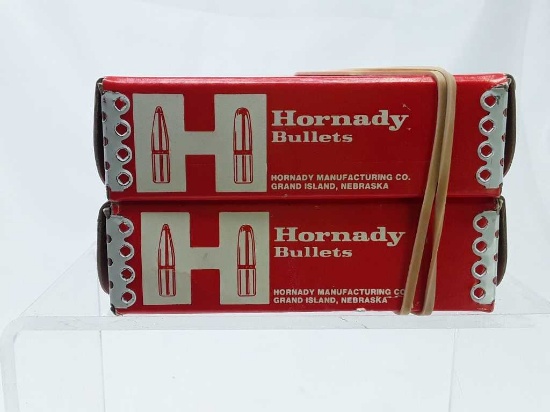 H Hornady
Bullets
HORNADY MANUFACTURING CO.
GRAND ISLAND, NEBRASKA
H Hornady
Bullets
HORNADY MANUFACTURING CO
GRAND ISLAND, NEBRASKA